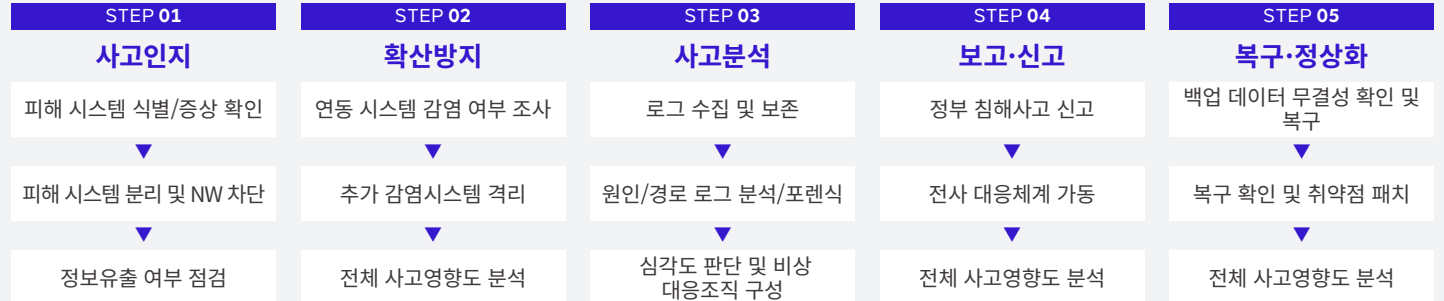 STEP 01
사고인지
피해 시스템 식별/증상 확인
피해 시스템 분리 및 NW 차단
정보유출 여부 점검
STEP 02
확산방지
연동 시스템 감염 여부 조사
추가 감염시스템 격리
전체 사고영향도 분석
STEP 03
사고분석
로그 수집 및 보존
원인/경로 로그 분석/포렌식
심각도 판단 및 비상
대응조직 구성
STEP 04
보고·신고
정부 침해사고 신고
전사 대응체계 가동
전체 사고영향도 분석
STEP 05
복구·정상화
백업 데이터 무결성 확인 및
복구
복구 확인 및 취약점 패치
전체 사고영향도 분석